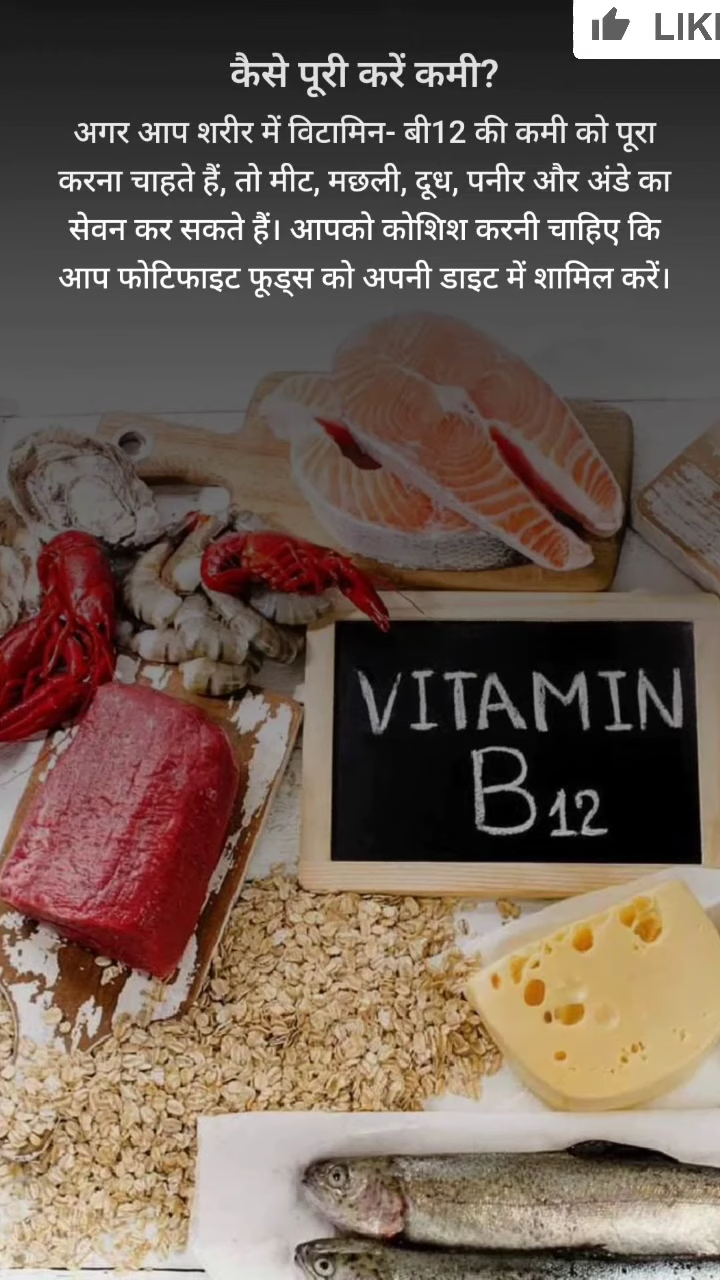 LIK
कैसे पूरी करें कमी?
अगर आप शरीर में विटामिन- बी12 की कमी को पूरा
करना चाहते हैं, तो मीट, मछली, दूध, पनीर और अंडे का
सेवन कर सकते हैं। आपको कोशिश करनी चाहिए कि
आप फोटिफाइट फूड्स को अपनी डाइट में शामिल करें।
VITAMIN
B12